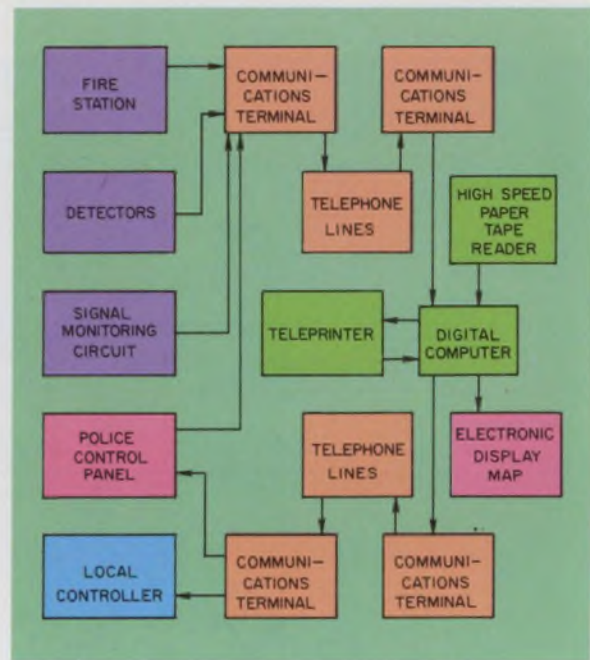 FIRE
STATION
COMMUNI-
CATIONS
TERMINAL
COMMUNI-
CATIONS
TERMINAL
DETECTORS
TELEPHONE
LINES
HIGH SPEED
PAPER
TAPE
READER
SIGNAL
MONITORING
CIRCUIT
TELEPRINTER
DIGITAL
COMPUTER
POLICE
CONTROL
PANEL
TELEPHONE
LINES
ELECTRONIC
DISPLAY
MAP
LOCAL
CONTROLLER
COMMUNI-
CATIONS
TERMINAL
COMMUNI-
CATIONS
TERMINAL